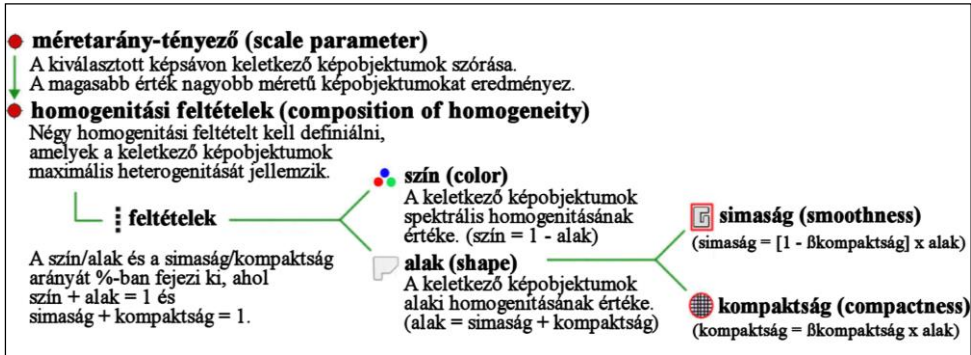 méretarány-tényező (scale parameter)
A kiválasztott képsávon keletkező képobjektumok szórása.
A magasabb érték nagyobb méretű képobjektumokat eredményez.
homogenitási feltételek (composition of homogeneity)
Négy homogenitási feltételt kell definiálni,
amelyek a keletkező képobjektumok
maximális heterogenitását jellemzik.
feltételek
A szín/alak és a simaság/kompaktság
arányát %-ban fejezi ki, ahol
szín + alak = 1 és
simaság + kompaktság = 1.
szín (color)
A keletkező képobjektumok
spektrális homogenitásának
értéke. (szín = 1 - alak)
alak (shape)
A keletkező képobjektumok
alaki homogenitásának értéke.
(alak = simaság + kompaktság)
simaság (smoothness)
(simaság = [1 - ßkompaktság] x alak)
kompaktság (compactness)
(kompaktság = ßkompaktság x alak)